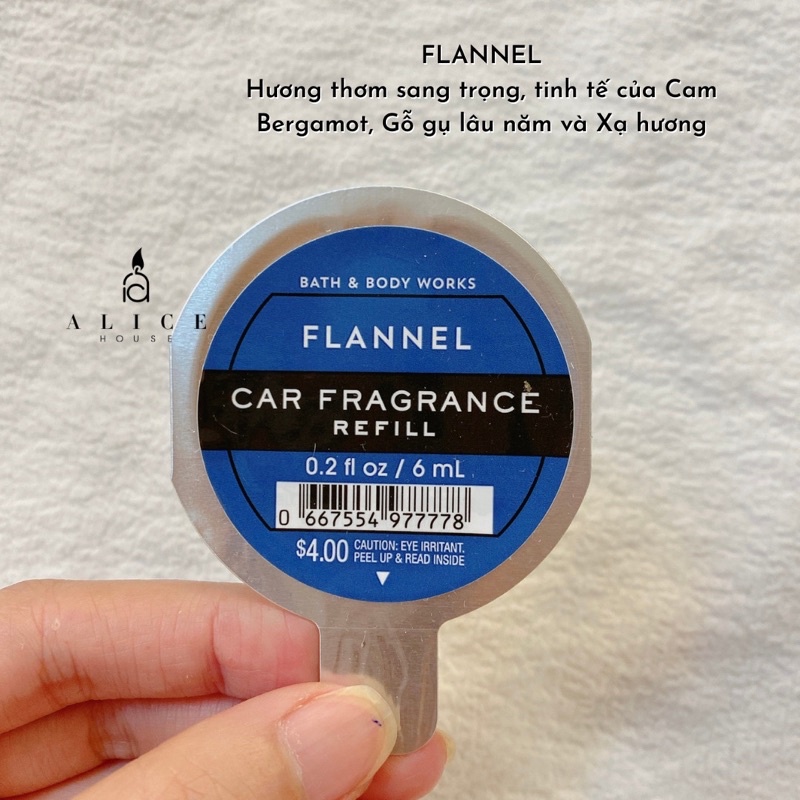 FLANNEL
Hương thơm sang trọng, tinh tế của Cam
Bergamot, Gỗ gụ lâu năm và Xạ hương
ALICE
HOUSE
BATH & BODY WORKS
FLANNEL
CAR FRAGRANCE
REFILL
0.2 fl oz / 6 mL
0 667554 977778
$4.00 CAUTION: EYE IRRITANT.
PEEL UP & READ INSIDE